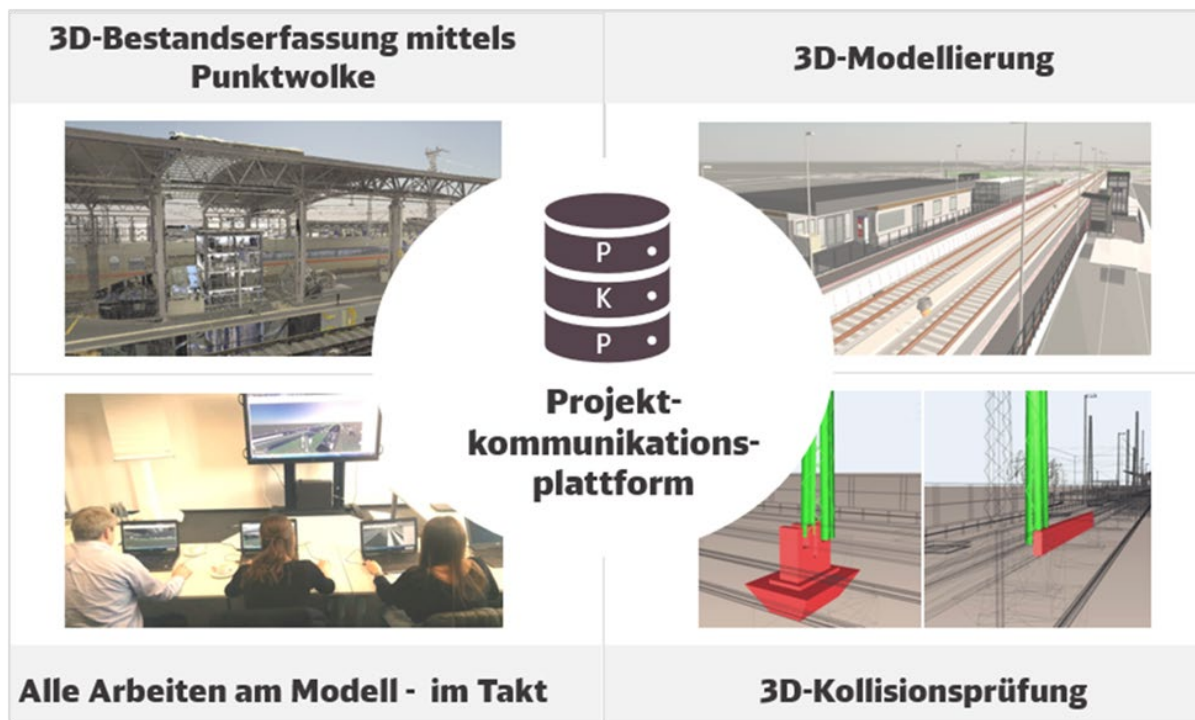 3D-Bestandserfassung mittels
Punktwolke
3D-Modellierung
P
K
P
Projekt-
kommunikations-
plattform
Alle Arbeiten am Modell - im Takt
3D-Kollisionsprüfung